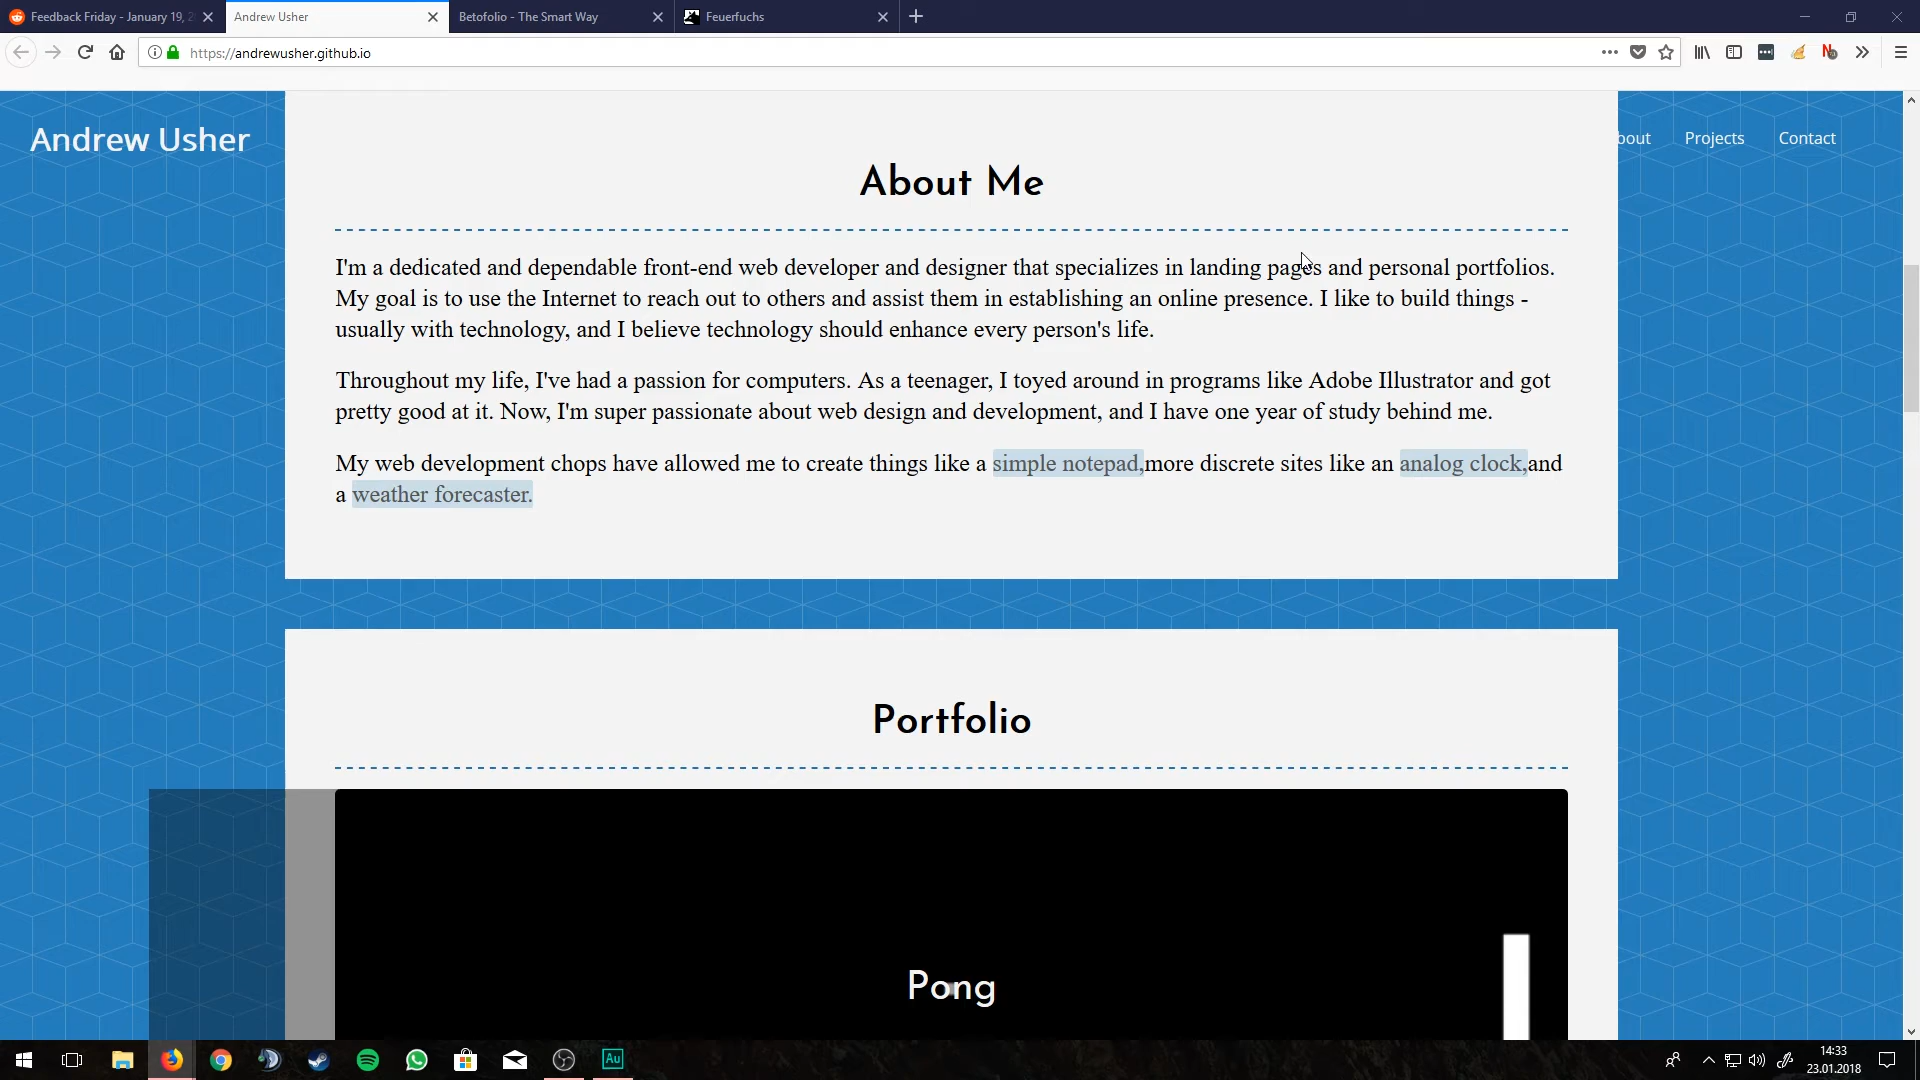 Feedback Friday - January 19, 2
Andrew Usher
Betofolio - The Smart Way
Feuerfuchs
https://andrewusher.github.io
Andrew Usher
bout
Projects
Contact
About Me
I'm a dedicated and dependable front-end web developer and designer that specializes in landing pages and personal portfolios.
My goal is to use the Internet to reach out to others and assist them in establishing an online presence. I like to build things -
usually with technology, and I believe technology should enhance every person's life.
Throughout my life, I've had a passion for computers. As a teenager, I toyed around in programs like Adobe Illustrator and got
pretty good at it. Now, I'm super passionate about web design and development, and I have one year of study behind me.
My web development chops have allowed me to create things like a simple notepad,more discrete sites like an analog clock,and
a weather forecaster.
Portfolio
Pong
Au
14:33
23.01.2018